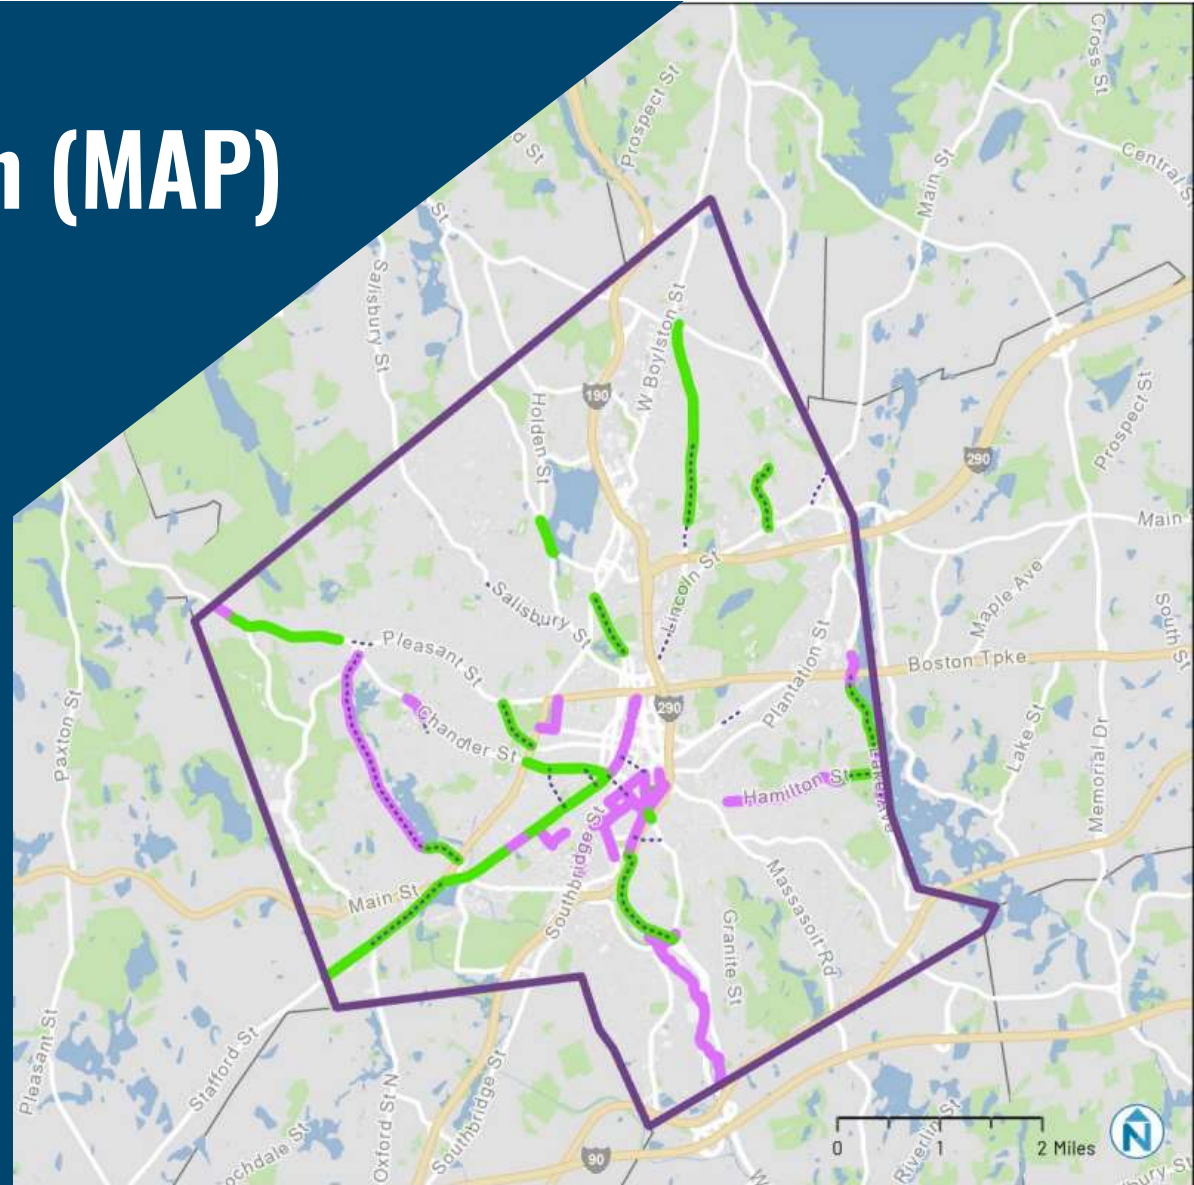 n (MAP)
d St
Prospect St
Cross St
Central S
Main St
St
Salisbury St
W Boylston St
190
Holden St
Prospect St
290
Main
Lincoln St
Salisbury St
Maple Ave
South St
Pleasant St
Plantation St
Boston Tpke
Paxton St
290
Chandler St
Lake St
Memorial Dr
Hamilton St
Lake Ave
Southbridge St
Main St
Massasoit Rd
Granite St
Pleasant St
Stafford St
Oxford St N
Southbridge St
ochdale St
90
Riverlin St
0 1 2 Miles
N
W
bury St